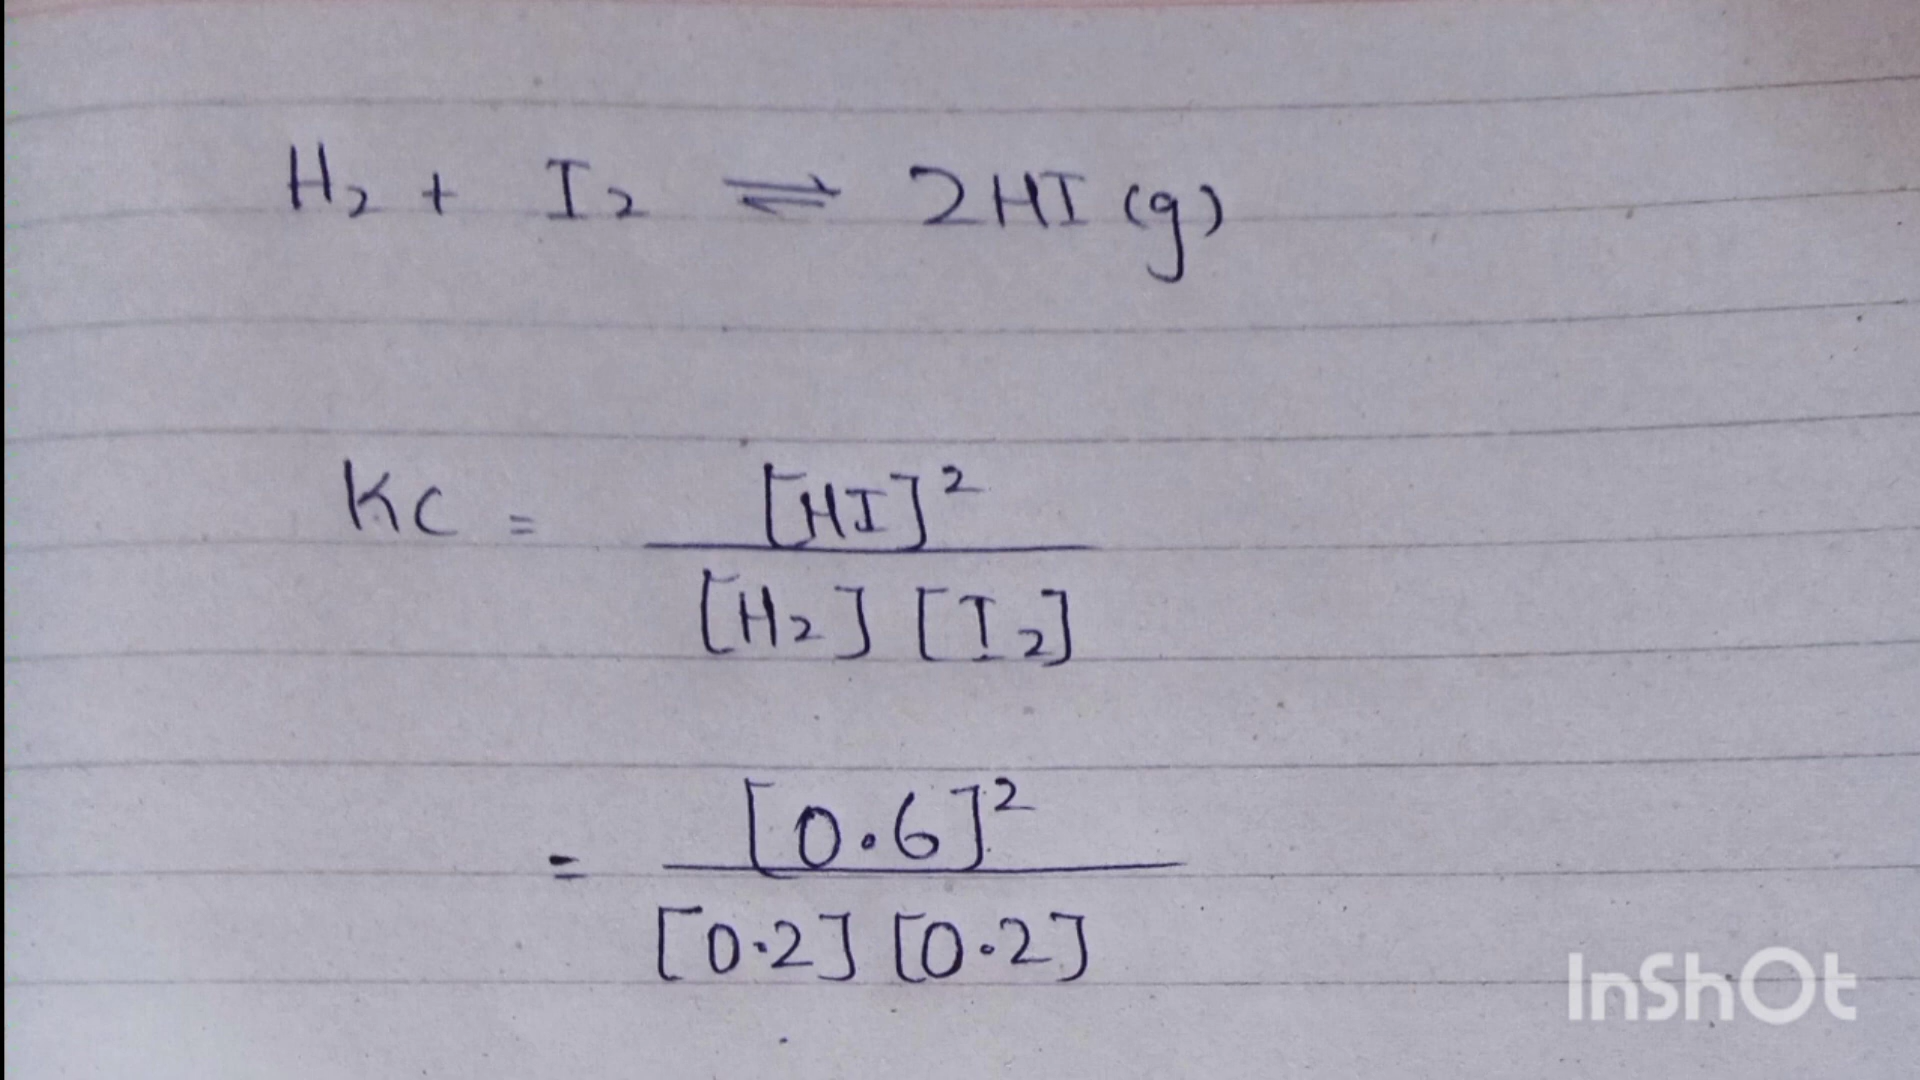 H₂ + I₂ ⇌ 2HI (g)
KC = [HI]² / [H₂] [I₂]
= [0.6]² / [0.2] [0.2]
InShOt